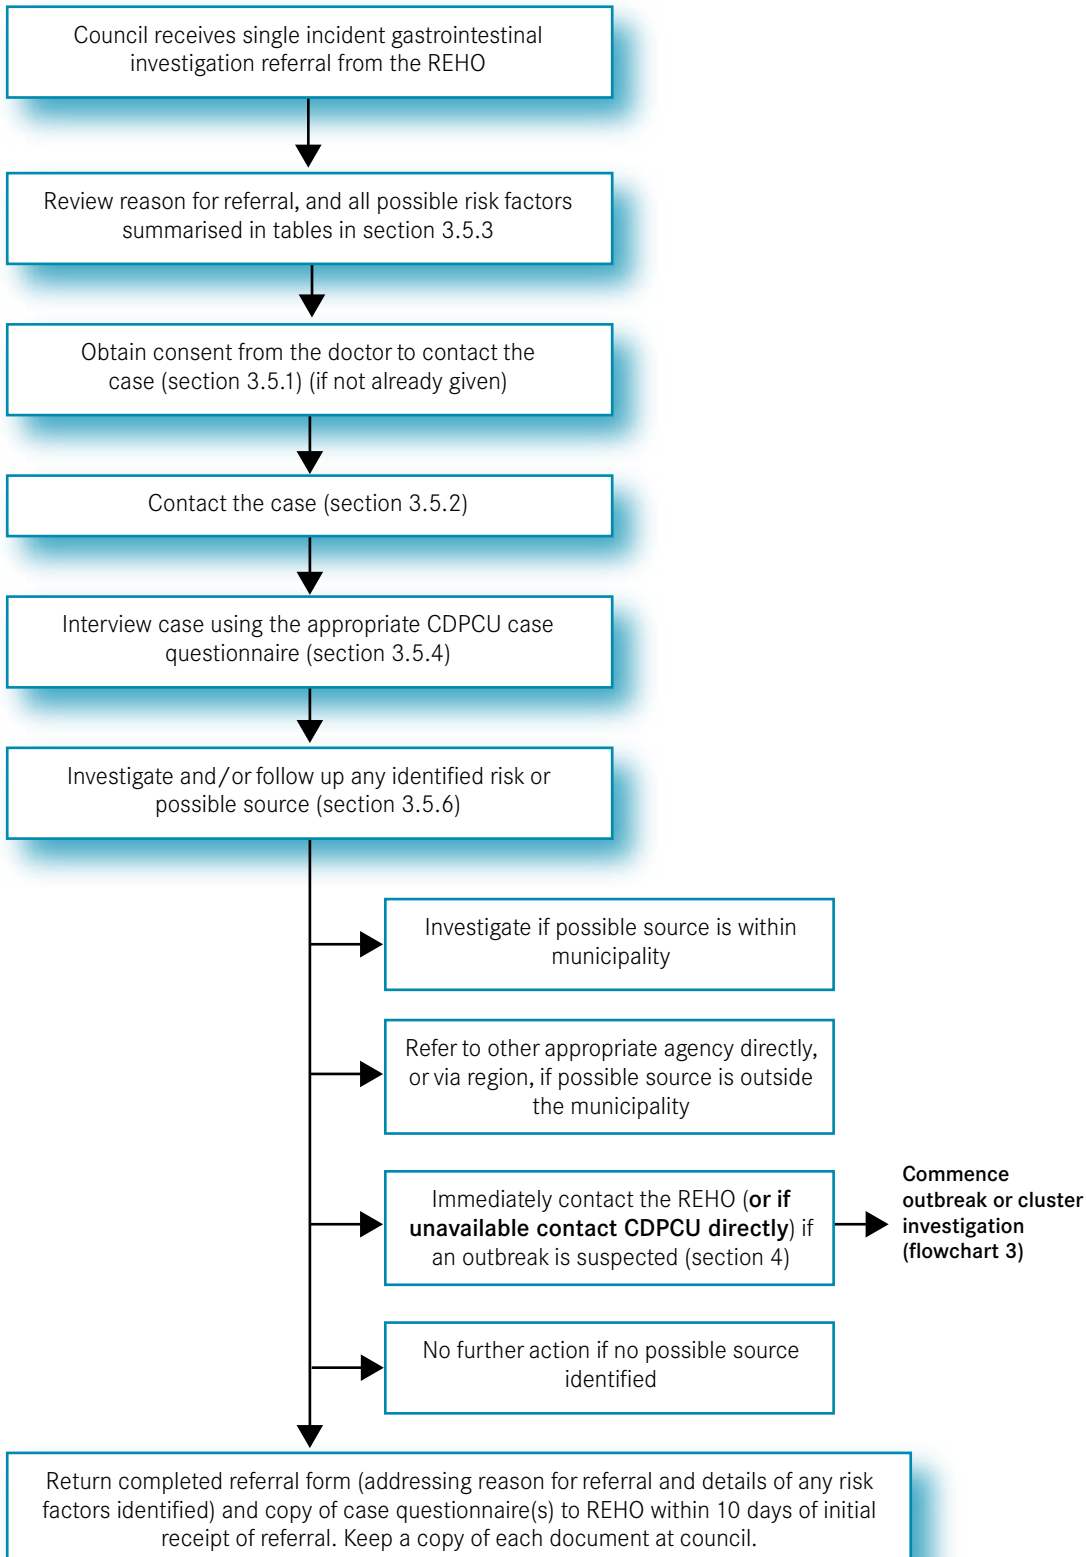 Council receives single incident gastrointestinal
investigation referral from the REHO
Review reason for referral, and all possible risk factors
summarised in tables in section 3.5.3
Obtain consent from the doctor to contact the
case (section 3.5.1) (if not already given)
Contact the case (section 3.5.2)
Interview case using the appropriate CDPCU case
questionnaire (section 3.5.4)
Investigate and/or follow up any identified risk or
possible source (section 3.5.6)
Investigate if possible source is within
municipality
Refer to other appropriate agency directly,
or via region, if possible source is outside
the municipality
Immediately contact the REHO (or if
unavailable contact CDPCU directly) if
an outbreak is suspected (section 4)
Commence
outbreak or cluster
investigation
(flowchart 3)
No further action if no possible source
identified
Return completed referral form (addressing reason for referral and details of any risk
factors identified) and copy of case questionnaire(s) to REHO within 10 days of initial
receipt of referral. Keep a copy of each document at council.